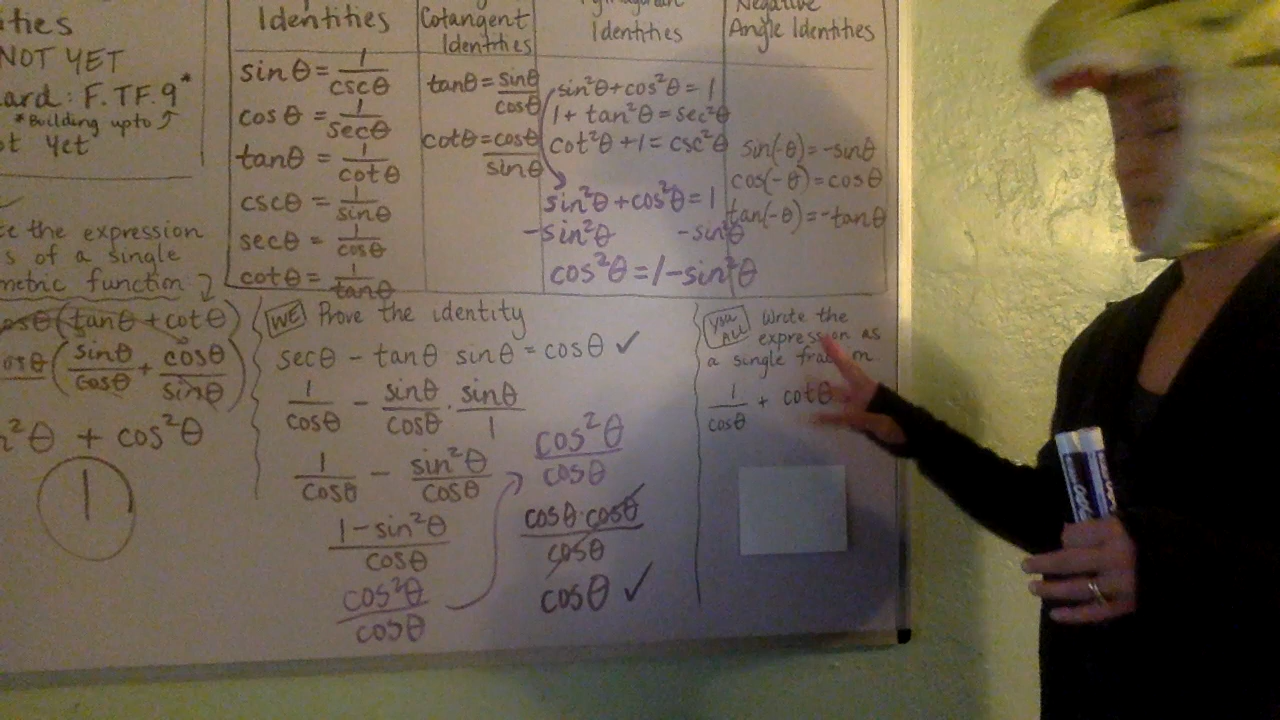 ities
NOT YET
ard: F.TF.9*
*Building up to
t Yet
Identities
sinθ = 1/cscθ
cosθ = 1/secθ
tanθ = 1/cotθ
cscθ = 1/sinθ
secθ = 1/cosθ
cotθ = 1/tanθ
Cotangent
Identities
tanθ = sinθ/cosθ
cotθ = cosθ/sinθ
Identities
sin²θ + cos²θ = 1
1 + tan²θ = sec²θ
cot²θ + 1 = csc²θ
sin²θ + cos²θ = 1
-sin²θ -sin²θ
cos²θ = 1 - sin²θ
Negative
Angle Identities
sin(-θ) = -sinθ
cos(-θ) = cosθ
tan(-θ) = -tanθ
te the expression
s of a single
metric function
osθ(tanθ + cotθ)
osθ (sinθ/cosθ + cosθ/sinθ)
n²θ + cos²θ
1
WE Prove the identity
secθ - tanθ sinθ = cosθ ✓
1/cosθ - sinθ/cosθ · sinθ/1
1/cosθ - sin²θ/cosθ
1 - sin²θ/cosθ
cos²θ/cosθ
cos²θ/cosθ
cosθ·cosθ/cosθ
cosθ ✓
YOU ALL Write the
expression as
a single
1/cosθ + cotθ